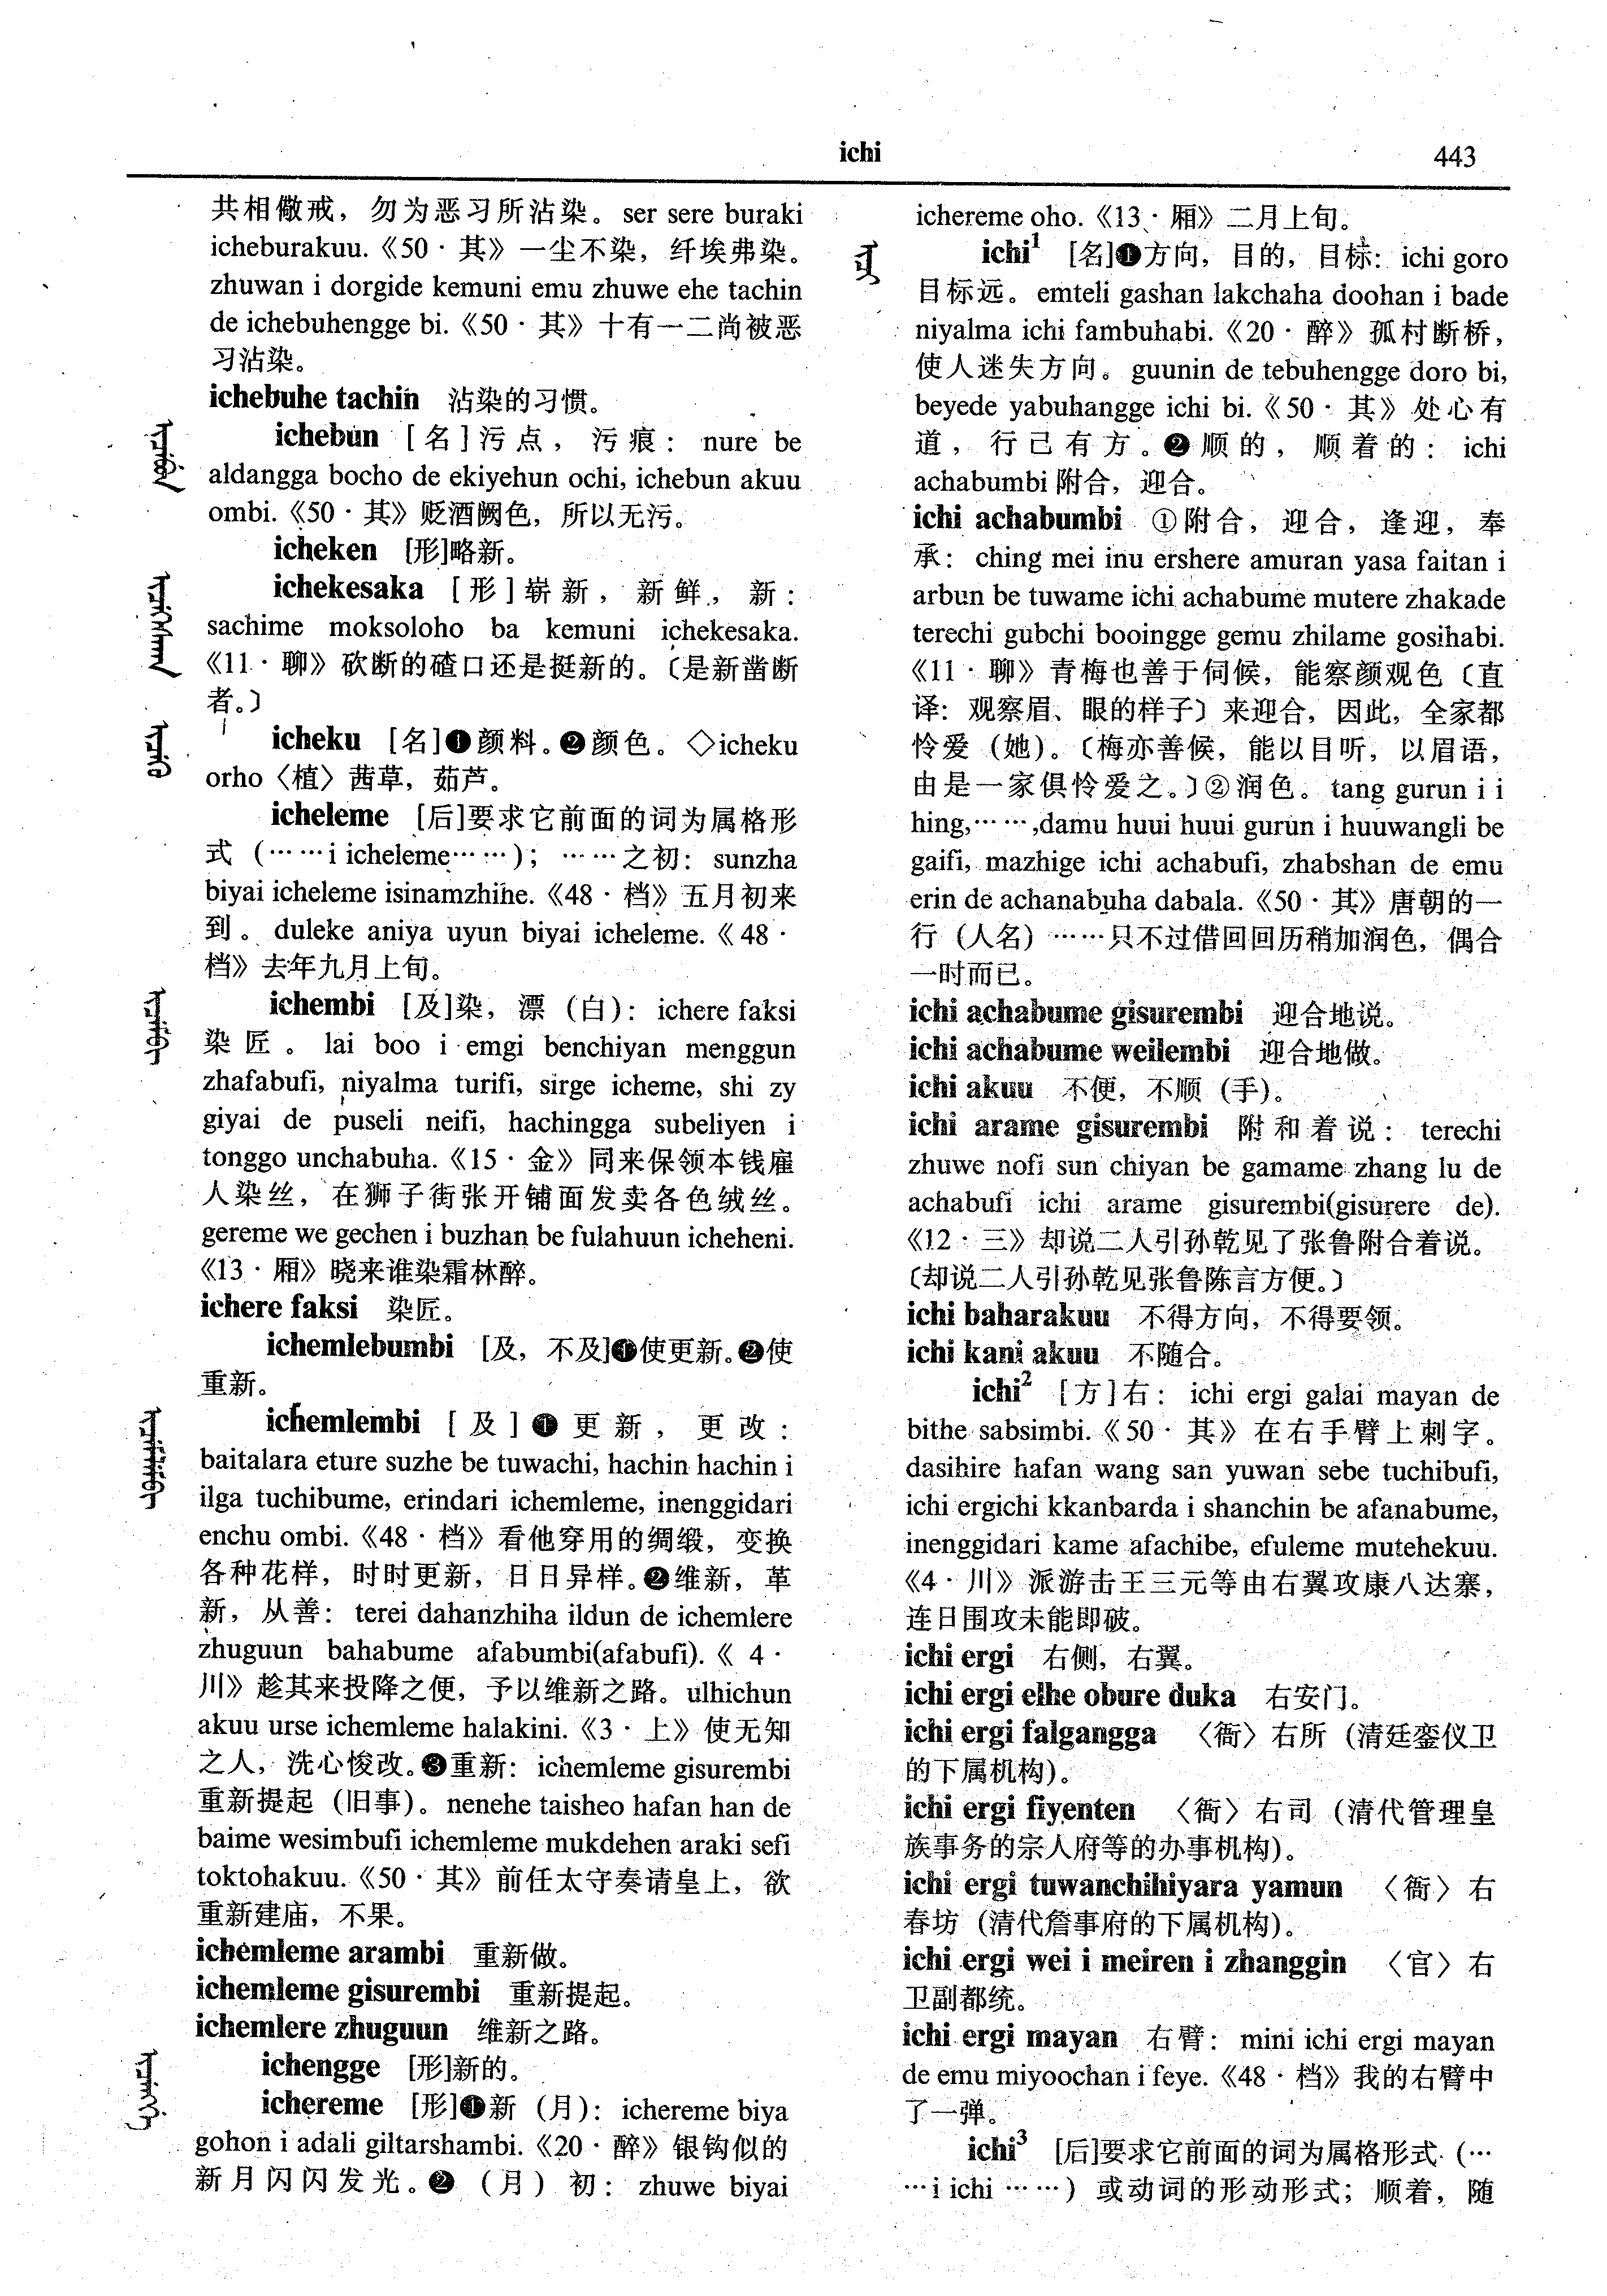 ichi
443
共相儆戒，勿为恶习所沾染。ser sere buraki
icheburakuu.《50·其》一尘不染，纤埃弗染。
zhuwan i dorgide kemuni emu zhuwe ehe tachin
de ichebuhengge bi.《50·其》十有一二尚被恶
习沾染。
ichebuhe tachin 沾染的习惯。
ichebun [名]污点，污痕：nure be
aldangga bocho de ekiyehun ochi, ichebun akuu
ombi.《50·其》贬酒阙色，所以无污。
icheken [形]略新。
ichekesaka [形]崭新，新鲜，新：
sachime moksoloho ba kemuni ichekesaka.
《11·聊》砍断的碴口还是挺新的。〔是新凿断
者。〕
icheku [名]❶颜料。❷颜色。◇icheku
orho〈植〉茜草，茹芦。
icheleme [后]要求它前面的词为属格形
式（……i icheleme……）；……之初：sunzha
biyai icheleme isinamzhihe.《48·档》五月初来
到。duleke aniya uyun biyai icheleme.《48·
档》去年九月上旬。
ichembi [及]染，漂（白）：ichere faksi
染匠。lai boo i emgi benchiyan menggun
zhafabufi, niyalma turifi, sirge icheme, shi zy
giyai de puseli neifi, hachingga subeliyen i
tonggo unchabuha.《15·金》同来保领本钱雇
人染丝，在狮子街张开铺面发卖各色绒丝。
gereme we gechen i buzhan be fulahuun icheheni.
《13·厢》晓来谁染霜林醉。
ichere faksi 染匠。
ichemlebumbi [及，不及]❶使更新。❷使
重新。
ichemlembi [及]❶更新，更改：
baitalara eture suzhe be tuwachi, hachin hachin i
ilga tuchibume, erindari ichemleme, inenggidari
enchu ombi.《48·档》看他穿用的绸缎，变换
各种花样，时时更新，日日异样。❷维新，革
新，从善：terei dahanzhiha ildun de ichemlere
zhuguun bahabume afabumbi(afabufi).《4·
川》趁其来投降之便，予以维新之路。ulhichun
akuu urse ichemleme halakini.《3·上》使无知
之人，洗心悛改。❸重新：ichemleme gisurembi
重新提起（旧事）。nenehe taisheo hafan han de
baime wesimbufi ichemleme mukdehen araki sefi
toktohakuu.《50·其》前任太守奏请皇上，欲
重新建庙，不果。
ichemleme arambi 重新做。
ichemleme gisurembi 重新提起。
ichemlere zhuguun 维新之路。
ichengge [形]新的。
ichereme [形]❶新（月）：ichereme biya
gohon i adali giltarshambi.《20·醉》银钩似的
新月闪闪发光。❷（月）初：zhuwe biyai
ichereme oho.《13·厢》二月上旬。
ichi¹ [名]❶方向，目的，目标：ichi goro
目标远。emteli gashan lakchaha doohan i bade
niyalma ichi fambuhabi.《20·醉》孤村断桥，
使人迷失方向。guunin de tebuhengge doro bi,
beyede yabuhangge ichi bi.《50·其》处心有
道，行己有方。❷顺的，顺着的：ichi
achabumbi 附合，迎合。
ichi achabumbi ①附合，迎合，逢迎，奉
承：ching mei inu ershere amuran yasa faitan i
arbun be tuwame ichi achabume mutere zhakade
terechi gubchi booingge gemu zhilame gosihabi.
《11·聊》青梅也善于伺候，能察颜观色〔直
译：观察眉、眼的样子〕来迎合，因此，全家都
怜爱（她）。〔梅亦善候，能以目听，以眉语，
由是一家俱怜爱之。〕②润色。tang gurun i i
hing,……,damu huui huui gurun i huuwangli be
gaifi, mazhige ichi achabufi, zhabshan de emu
erin de achanabuha dabala.《50·其》唐朝的一
行（人名）……只不过借回回历稍加润色，偶合
一时而已。
ichi achabume gisurembi 迎合地说。
ichi achabume weilembi 迎合地做。
ichi akuu 不便，不顺（手）。
ichi arame gisurembi 附和着说：terechi
zhuwe nofi sun chiyan be gamame zhang lu de
achabufi ichi arame gisurembi(gisurere de).
《12·三》却说二人引孙乾见了张鲁附合着说。
〔却说二人引孙乾见张鲁陈言方便。〕
ichi baharakuu 不得方向，不得要领。
ichi kani akuu 不随合。
ichi² [方]右：ichi ergi galai mayan de
bithe sabsimbi.《50·其》在右手臂上刺字。
dasihire hafan wang san yuwan sebe tuchibufi,
ichi ergichi kkanbarda i shanchin be afanabume,
inenggidari kame afachibe, efuleme mutehekuu.
《4·川》派游击王三元等由右翼攻康八达寨，
连日围攻未能即破。
ichi ergi 右侧，右翼。
ichi ergi elhe obure duka 右安门。
ichi ergi falgangga 〈衙〉右所（清廷銮仪卫
的下属机构）。
ichi ergi fiyenten 〈衙〉右司（清代管理皇
族事务的宗人府等的办事机构）。
ichi ergi tuwanchihiyara yamun 〈衙〉右
春坊（清代詹事府的下属机构）。
ichi ergi wei i meiren i zhanggin 〈官〉右
卫副都统。
ichi ergi mayan 右臂：mini ichi ergi mayan
de emu miyoochan i feye.《48·档》我的右臂中
了一弹。
ichi³ [后]要求它前面的词为属格形式（…
…i ichi……）或动词的形动形式；顺着，随